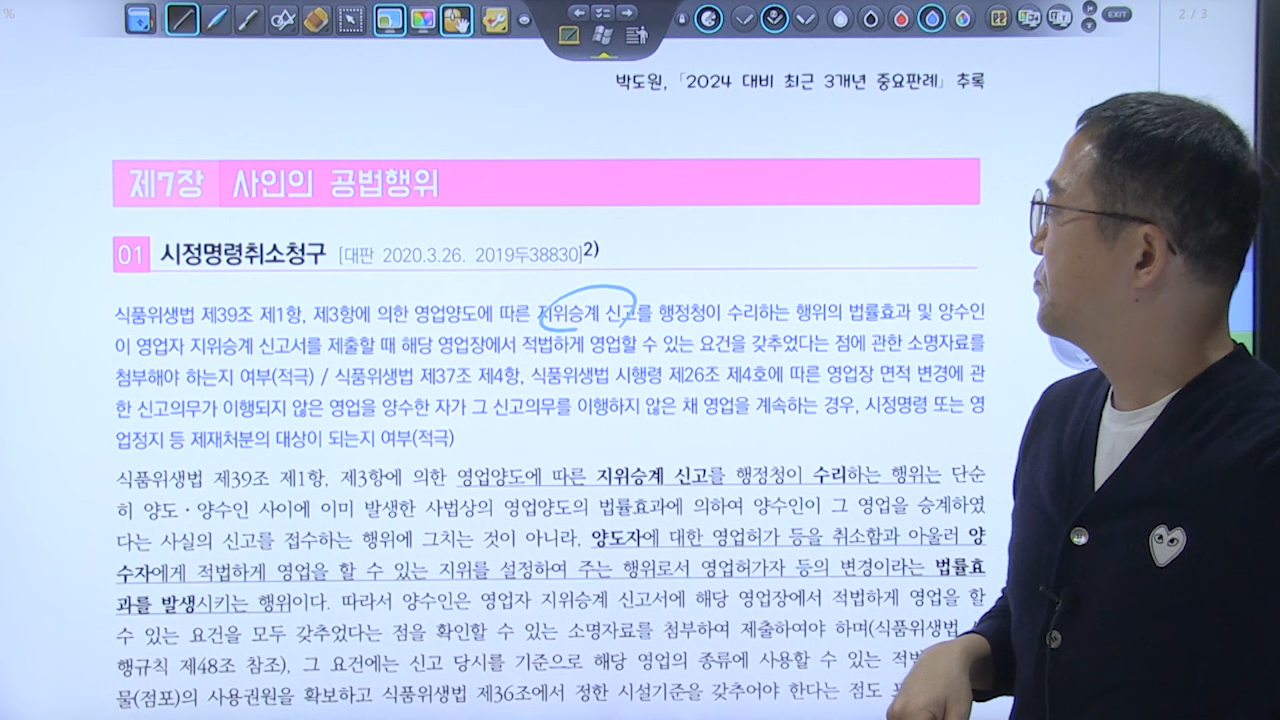 EXIT
%
2 / 3
박도원, 「2024 대비 최근 3개년 중요판례」 추록
제7장 사인의 공법행위
01 시정명령취소청구 [대판 2020.3.26. 2019두38830]2)
식품위생법 제39조 제1항, 제3항에 의한 영업양도에 따른 지위승계 신고를 행정청이 수리하는 행위의 법률효과 및 양수인
이 영업자 지위승계 신고서를 제출할 때 해당 영업장에서 적법하게 영업할 수 있는 요건을 갖추었다는 점에 관한 소명자료를
첨부해야 하는지 여부(적극) / 식품위생법 제37조 제4항, 식품위생법 시행령 제26조 제4호에 따른 영업장 면적 변경에 관
한 신고의무가 이행되지 않은 영업을 양수한 자가 그 신고의무를 이행하지 않은 채 영업을 계속하는 경우, 시정명령 또는 영
업정지 등 제재처분의 대상이 되는지 여부(적극)
식품위생법 제39조 제1항, 제3항에 의한 영업양도에 따른 지위승계 신고를 행정청이 수리하는 행위는 단순
히 양도·양수인 사이에 이미 발생한 사법상의 영업양도의 법률효과에 의하여 양수인이 그 영업을 승계하였
다는 사실의 신고를 접수하는 행위에 그치는 것이 아니라, 양도자에 대한 영업허가 등을 취소함과 아울러 양
수자에게 적법하게 영업을 할 수 있는 지위를 설정하여 주는 행위로서 영업허가자 등의 변경이라는 법률효
과를 발생시키는 행위이다. 따라서 양수인은 영업자 지위승계 신고서에 해당 영업장에서 적법하게 영업을 할
수 있는 요건을 모두 갖추었다는 점을 확인할 수 있는 소명자료를 첨부하여 제출하여야 하며(식품위생법
행규칙 제48조 참조), 그 요건에는 신고 당시를 기준으로 해당 영업의 종류에 사용할 수 있는
물(점포)의 사용권원을 확보하고 식품위생법 제36조에서 정한 시설기준을 갖추어야 한다는 점도